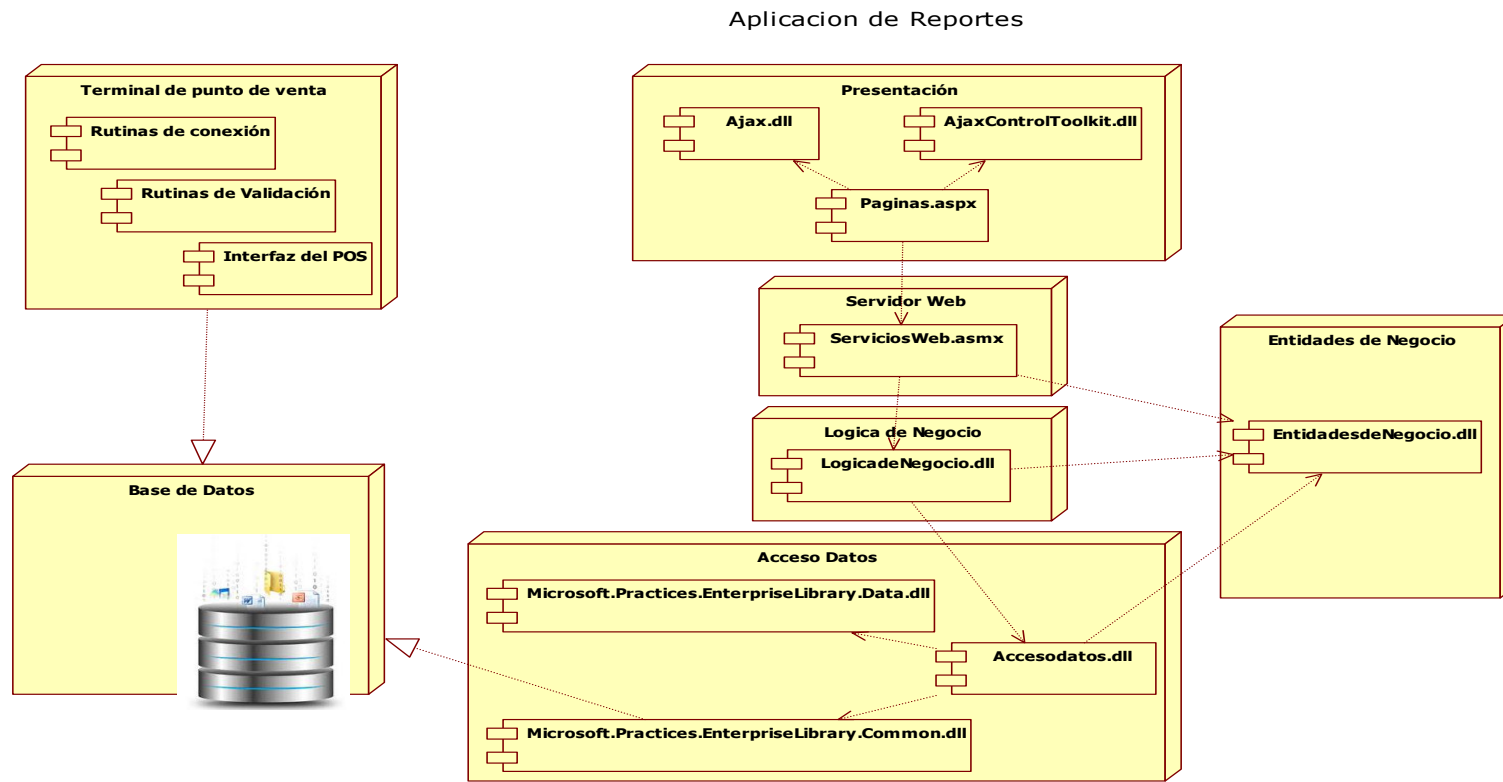 Aplicacion de Reportes
Terminal de punto de venta
Rutinas de conexión
Rutinas de Validación
Interfaz del POS
Presentación
Ajax.dll
AjaxControlToolkit.dll
Paginas.aspx
Servidor Web
ServiciosWeb.asmx
Entidades de Negocio
EntidadesdeNegocio.dll
Logica de Negocio
LogicadeNegocio.dll
Base de Datos
Acceso Datos
Microsoft.Practices.EnterpriseLibrary.Data.dll
Accesodatos.dll
Microsoft.Practices.EnterpriseLibrary.Common.dll